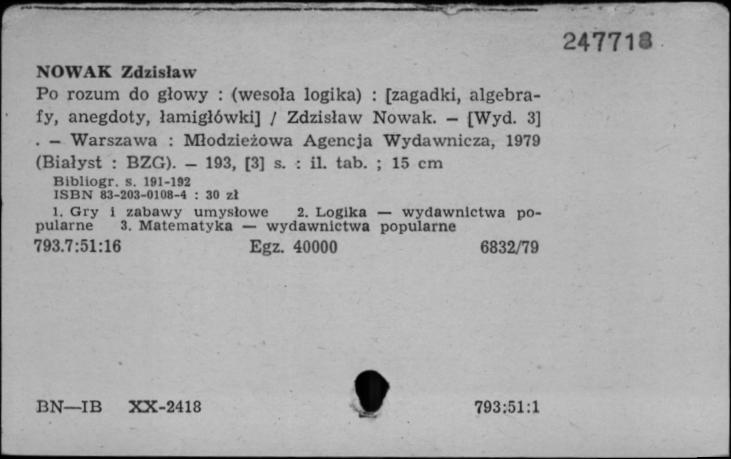 247718
NOWAK Zdzisław
Po rozum do głowy : (wesoła logika) : [zagadki, algebra-
fy, anegdoty, łamigłówki] / Zdzisław Nowak. — [Wyd. 3]
. — Warszawa : Młodzieżowa Agencja Wydawnicza, 1979
(Białyst : BZG). — 193, [3] s. : il. tab. ; 15 cm
Bibliogr. s. 191-192
ISBN 83-203-0108-4 : 30 zł
1. Gry i zabawy umysłowe 2. Logika — wydawnictwa po-
pularne 3. Matematyka — wydawnictwa popularne
793.7:51:16 Egz. 40000 6832/79
BN—IB XX-2418 793:51:1